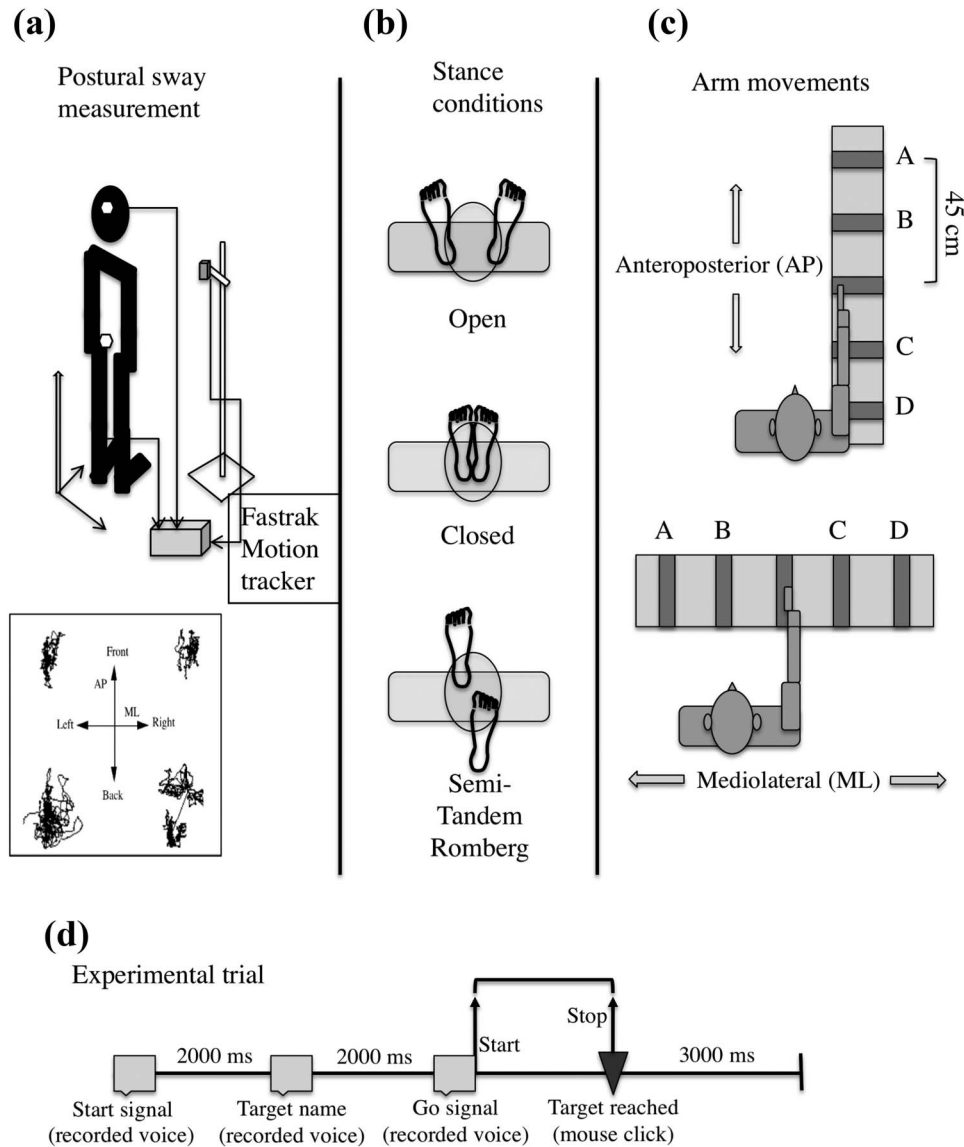 (a)
Postural sway
measurement
Fastrak
Motion
tracker
Front
AP
ML
Left
Right
Back
(b)
Stance
conditions
Open
Closed
Semi-
Tandem
Romberg
(c)
Arm movements
A
B
45 cm
Anteroposterior (AP)
C
D
A B C D
Mediolateral (ML)
(d)
Experimental trial
Start
Stop
2000 ms 2000 ms 3000 ms
Start signal
(recorded voice)
Target name
(recorded voice)
Go signal
(recorded voice)
Target reached
(mouse click)